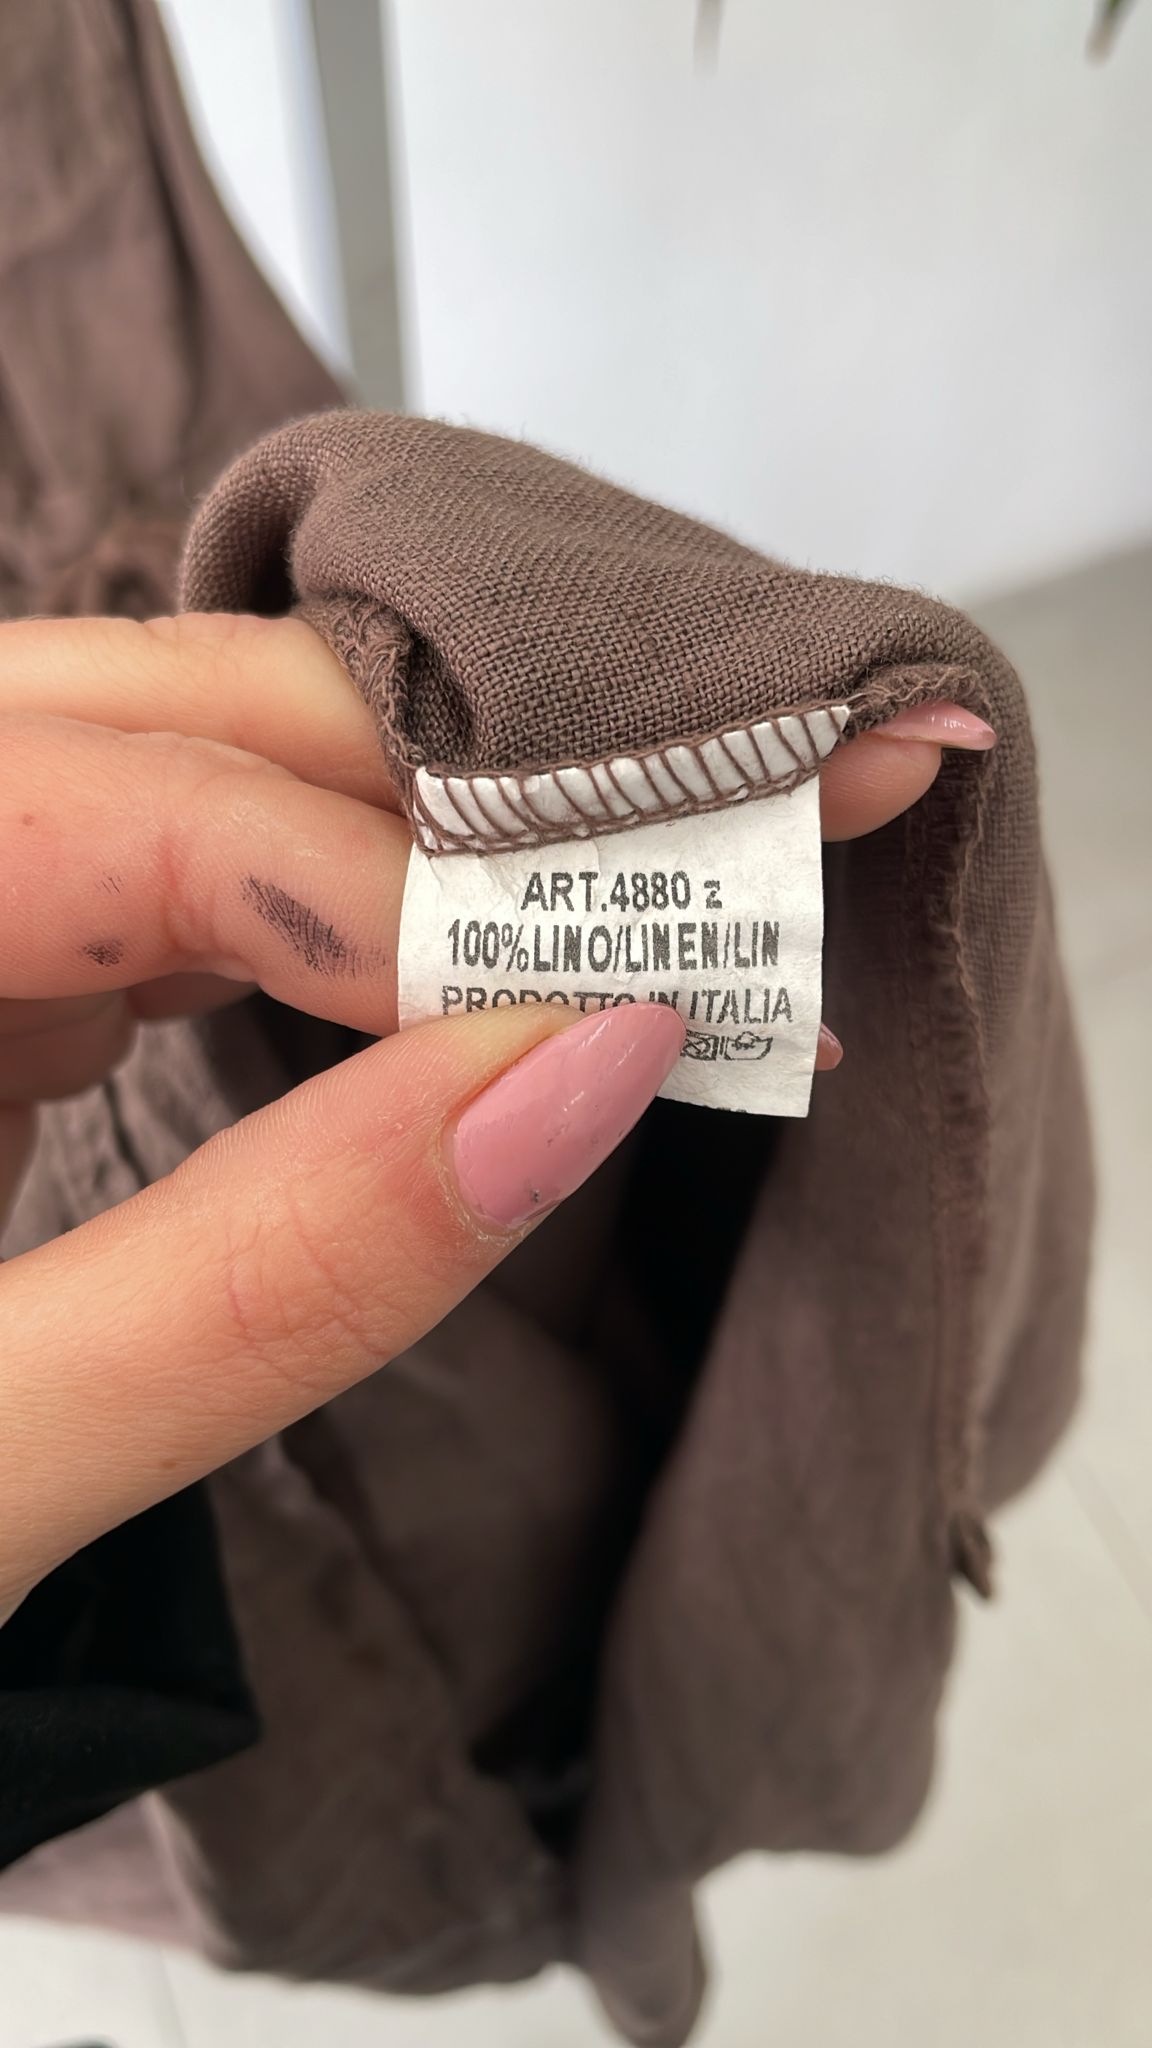 ART.4880 z
100%LINO/LINEN/LIN
PRODOTTO IN ITALIA